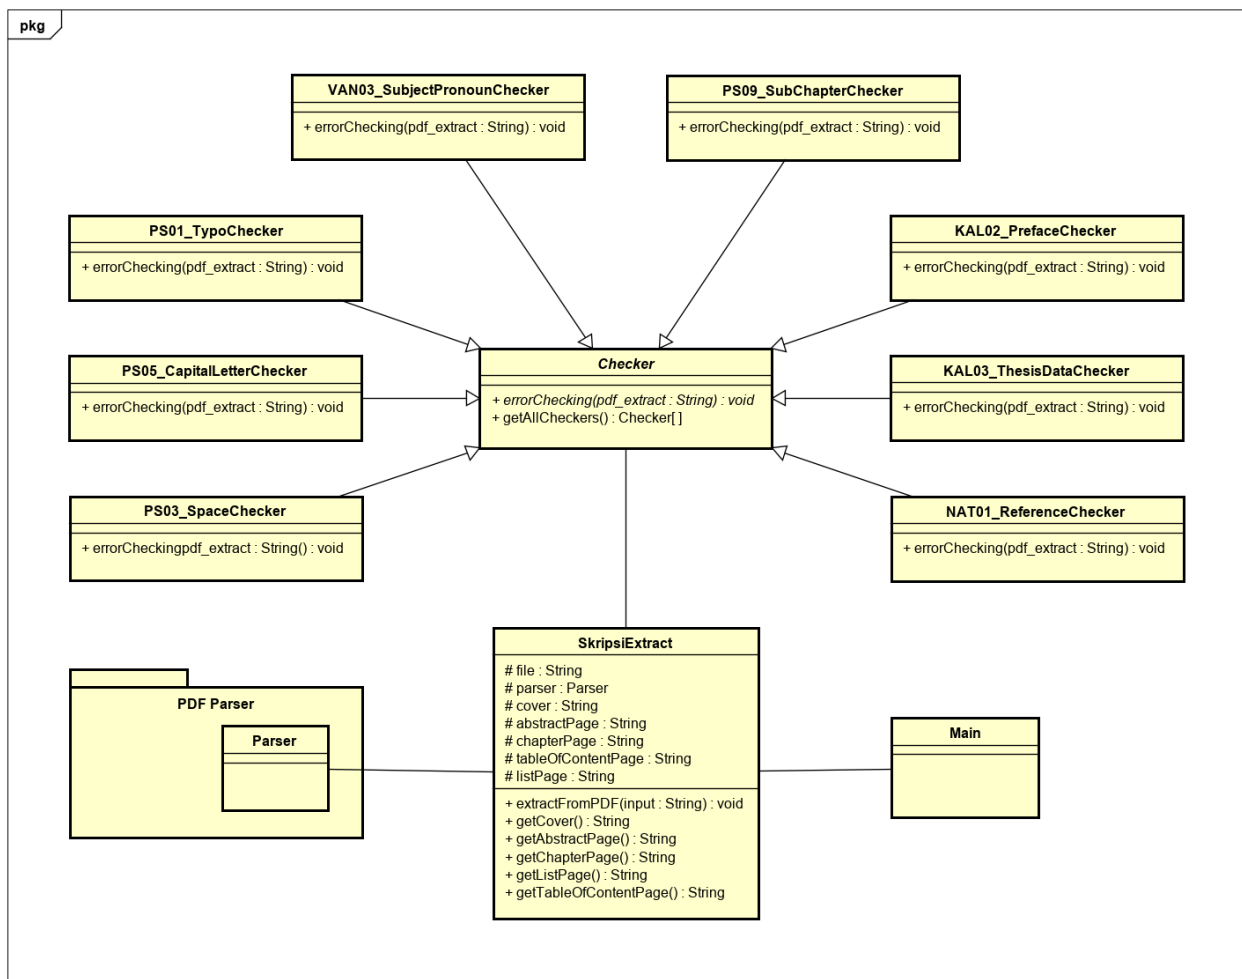 pkg
VAN03_SubjectPronounChecker
+ errorChecking(pdf_extract : String) : void
PS09_SubChapterChecker
+ errorChecking(pdf_extract : String) : void
PS01_TypoChecker
+ errorChecking(pdf_extract : String) : void
KAL02_PrefaceChecker
+ errorChecking(pdf_extract : String) : void
PS05_CapitalLetterChecker
+ errorChecking(pdf_extract : String) : void
Checker
+ errorChecking(pdf_extract : String) : void
+ getAllCheckers() : Checker[ ]
KAL03_ThesisDataChecker
+ errorChecking(pdf_extract : String) : void
PS03_SpaceChecker
+ errorCheckingpdf_extract : String() : void
NAT01_ReferenceChecker
+ errorChecking(pdf_extract : String) : void
PDF Parser
Parser
SkripsiExtract
# file : String
# parser : Parser
# cover : String
# abstractPage : String
# chapterPage : String
# tableOfContentPage : String
# listPage : String
+ extractFromPDF(input : String) : void
+ getCover() : String
+ getAbstractPage() : String
+ getChapterPage() : String
+ getListPage() : String
+ getTableOfContentPage() : String
Main